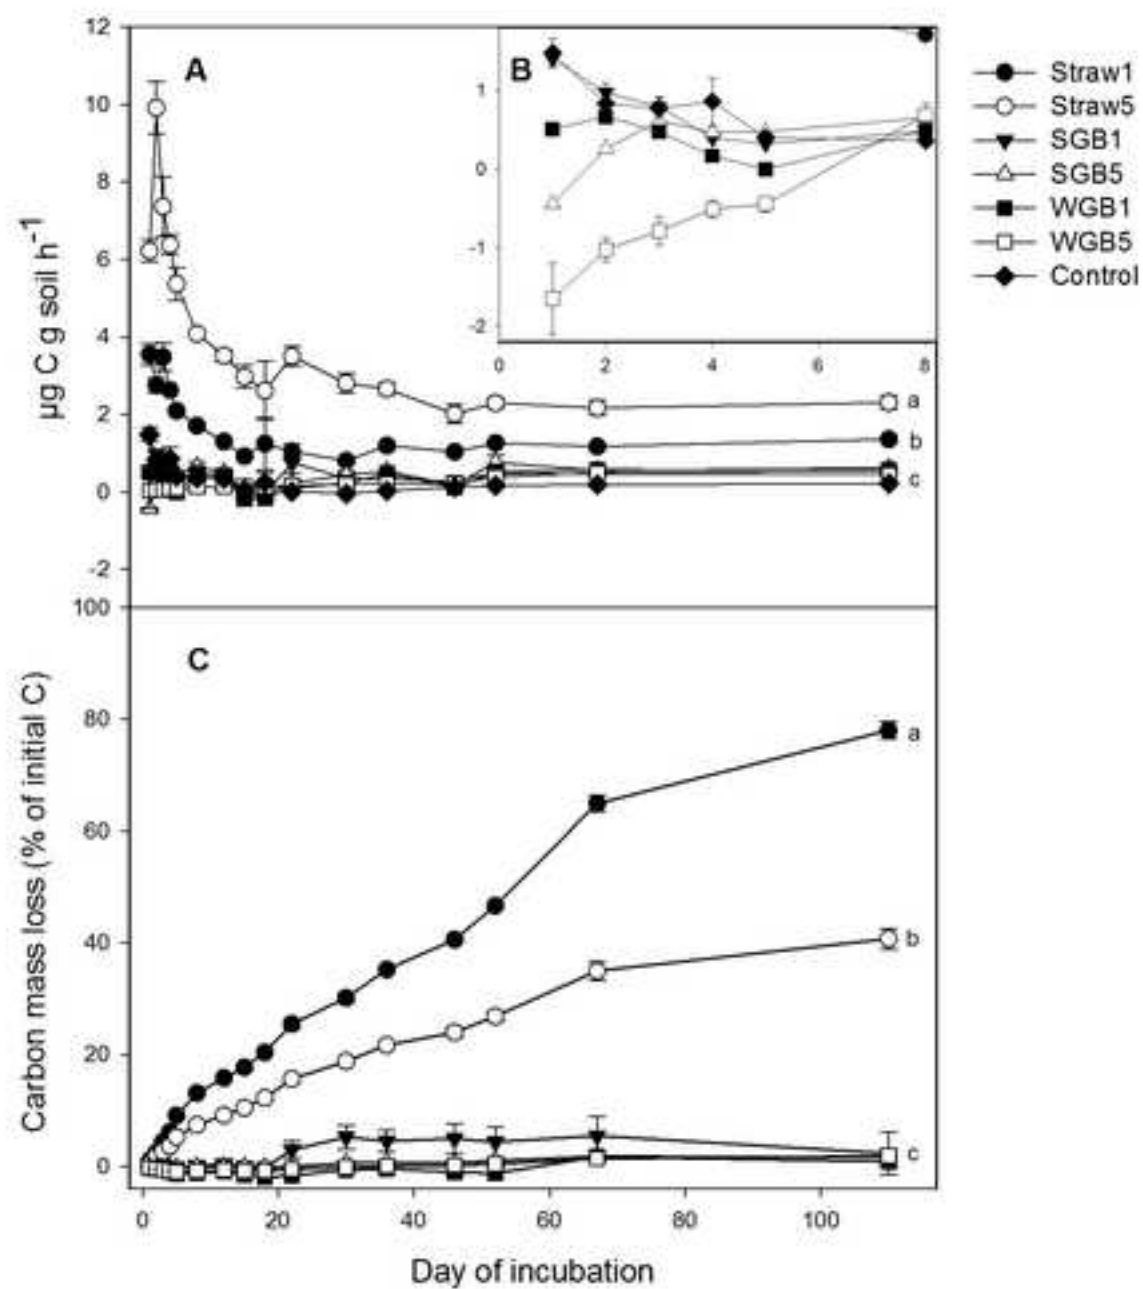 12
10
8
6
4
2
0
-2
µg C g soil h-1
A
B
1
0
-1
-2
0
2
4
6
8
a
b
c
Straw1
Straw5
SGB1
SGB5
WGB1
WGB5
Control
100
80
60
40
20
0
Carbon mass loss (% of initial C)
C
a
b
c
0
20
40
60
80
100
Day of incubation